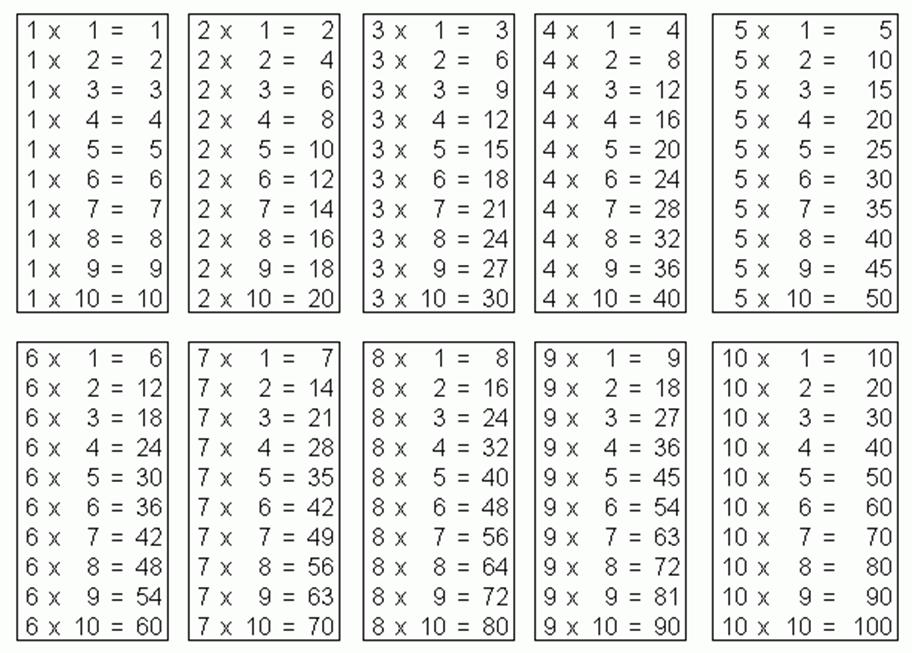 1 x 1 = 1
1 x 2 = 2
1 x 3 = 3
1 x 4 = 4
1 x 5 = 5
1 x 6 = 6
1 x 7 = 7
1 x 8 = 8
1 x 9 = 9
1 x 10 = 10
2 x 1 = 2
2 x 2 = 4
2 x 3 = 6
2 x 4 = 8
2 x 5 = 10
2 x 6 = 12
2 x 7 = 14
2 x 8 = 16
2 x 9 = 18
2 x 10 = 20
3 x 1 = 3
3 x 2 = 6
3 x 3 = 9
3 x 4 = 12
3 x 5 = 15
3 x 6 = 18
3 x 7 = 21
3 x 8 = 24
3 x 9 = 27
3 x 10 = 30
4 x 1 = 4
4 x 2 = 8
4 x 3 = 12
4 x 4 = 16
4 x 5 = 20
4 x 6 = 24
4 x 7 = 28
4 x 8 = 32
4 x 9 = 36
4 x 10 = 40
5 x 1 = 5
5 x 2 = 10
5 x 3 = 15
5 x 4 = 20
5 x 5 = 25
5 x 6 = 30
5 x 7 = 35
5 x 8 = 40
5 x 9 = 45
5 x 10 = 50
6 x 1 = 6
6 x 2 = 12
6 x 3 = 18
6 x 4 = 24
6 x 5 = 30
6 x 6 = 36
6 x 7 = 42
6 x 8 = 48
6 x 9 = 54
6 x 10 = 60
7 x 1 = 7
7 x 2 = 14
7 x 3 = 21
7 x 4 = 28
7 x 5 = 35
7 x 6 = 42
7 x 7 = 49
7 x 8 = 56
7 x 9 = 63
7 x 10 = 70
8 x 1 = 8
8 x 2 = 16
8 x 3 = 24
8 x 4 = 32
8 x 5 = 40
8 x 6 = 48
8 x 7 = 56
8 x 8 = 64
8 x 9 = 72
8 x 10 = 80
9 x 1 = 9
9 x 2 = 18
9 x 3 = 27
9 x 4 = 36
9 x 5 = 45
9 x 6 = 54
9 x 7 = 63
9 x 8 = 72
9 x 9 = 81
9 x 10 = 90
10 x 1 = 10
10 x 2 = 20
10 x 3 = 30
10 x 4 = 40
10 x 5 = 50
10 x 6 = 60
10 x 7 = 70
10 x 8 = 80
10 x 9 = 90
10 x 10 = 100